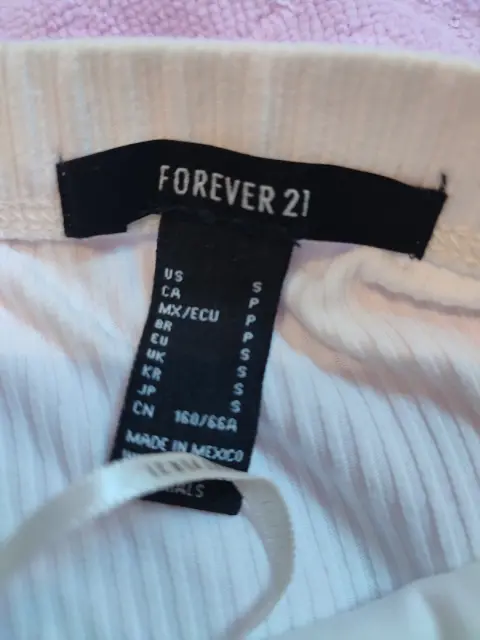 FOREVER 21
US S
CA P
MX/ECU P
BR P
EU S
UK S
KR S
JP S
CN 160/66A
MADE IN MEXICO